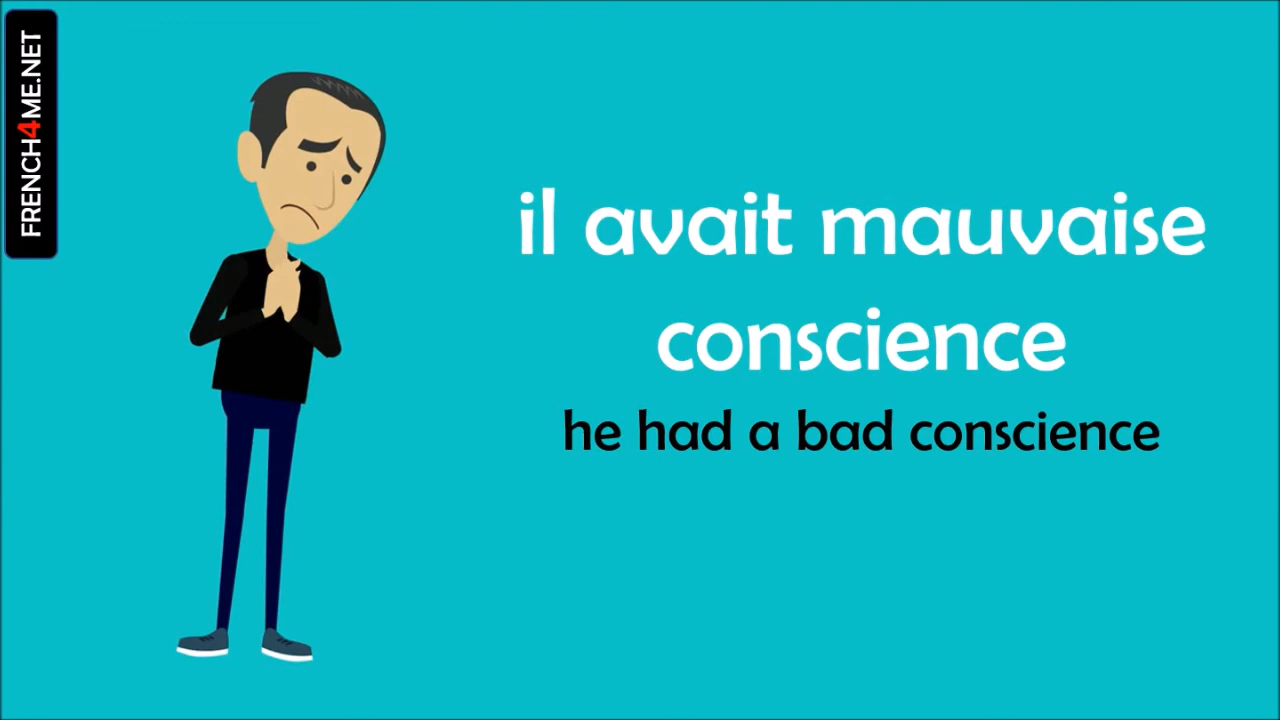 FRENCH4ME.NET
il avait mauvaise
conscience
he had a bad conscience